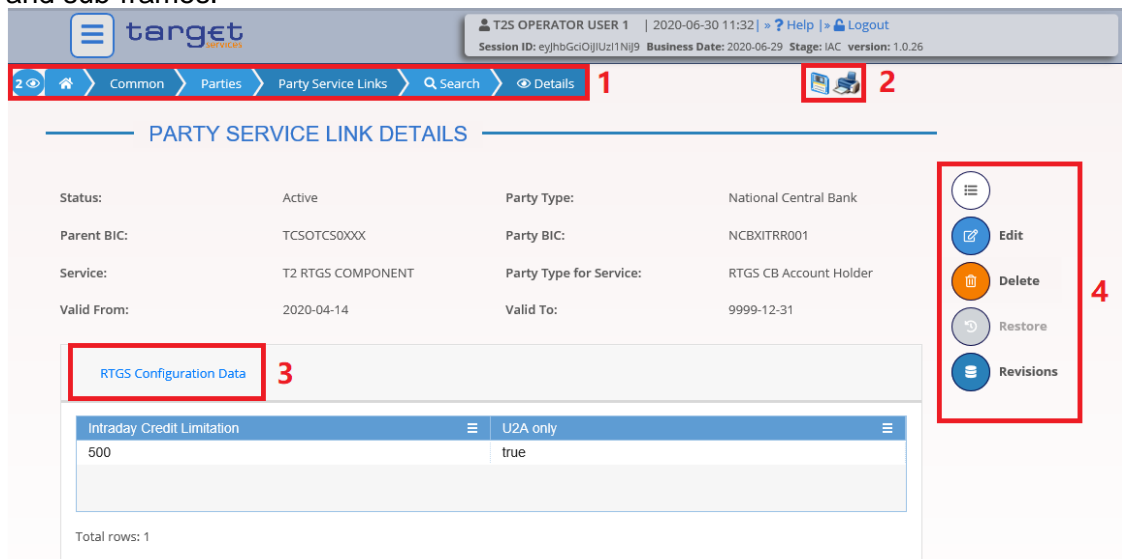 and sub-frames.
target
services
T2S OPERATOR USER 1 | 2020-06-30 11:32| » ? Help |» Logout
Session ID: eyJhbGciOiJIUzI1NiJ9 Business Date: 2020-06-29 Stage: IAC version: 1.0.26
2 Common Parties Party Service Links Search Details 1 2
PARTY SERVICE LINK DETAILS
Status: Active Party Type: National Central Bank
Parent BIC: TCSOTCS0XXX Party BIC: NCBXITRR001 Edit
Service: T2 RTGS COMPONENT Party Type for Service: RTGS CB Account Holder Delete 4
Valid From: 2020-04-14 Valid To: 9999-12-31 Restore
RTGS Configuration Data 3 Revisions
Intraday Credit Limitation U2A only
500 true
Total rows: 1